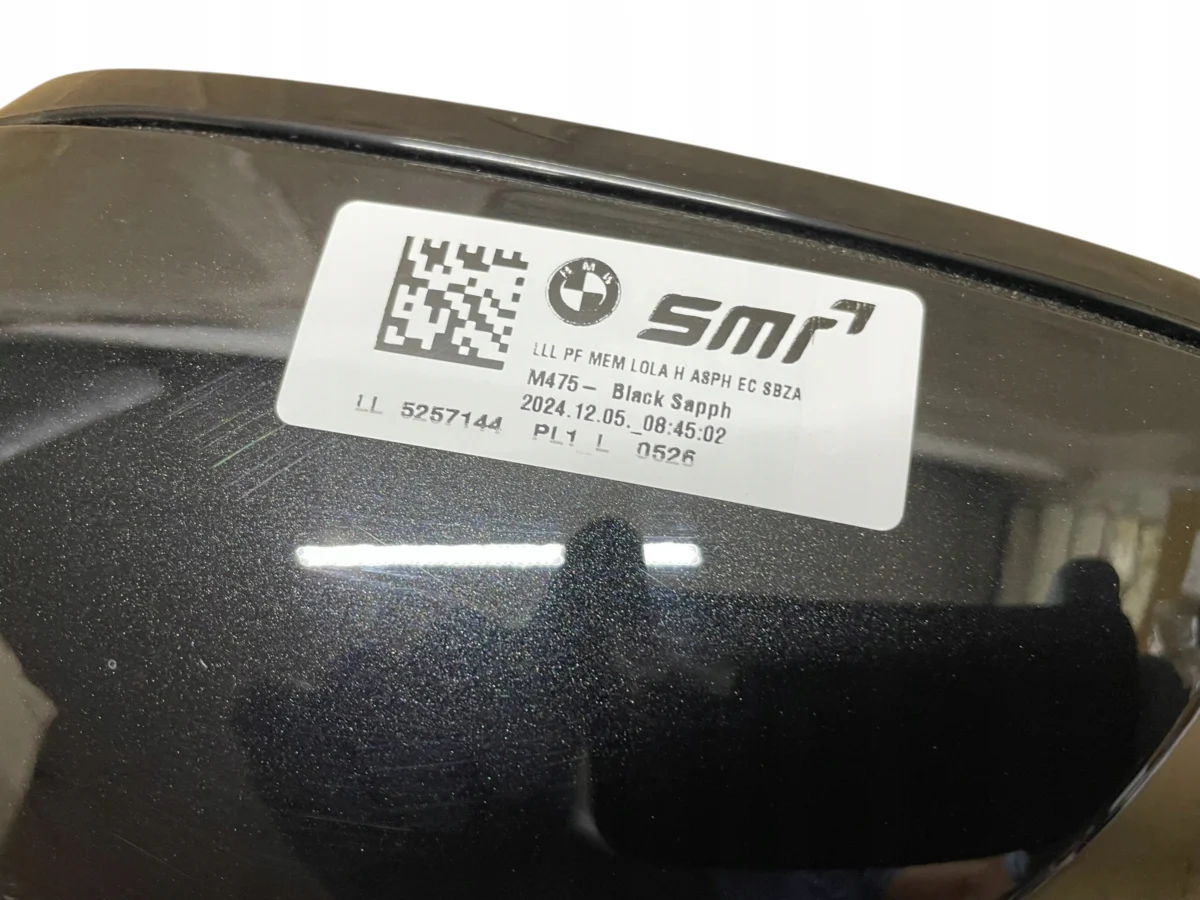 BMW
SMR
LLL PF MEM LOLA H ASPH EC SBZA
M475- Black Sapph
2024.12.05._08:45:02
LL 5257144 PL1_L 0526